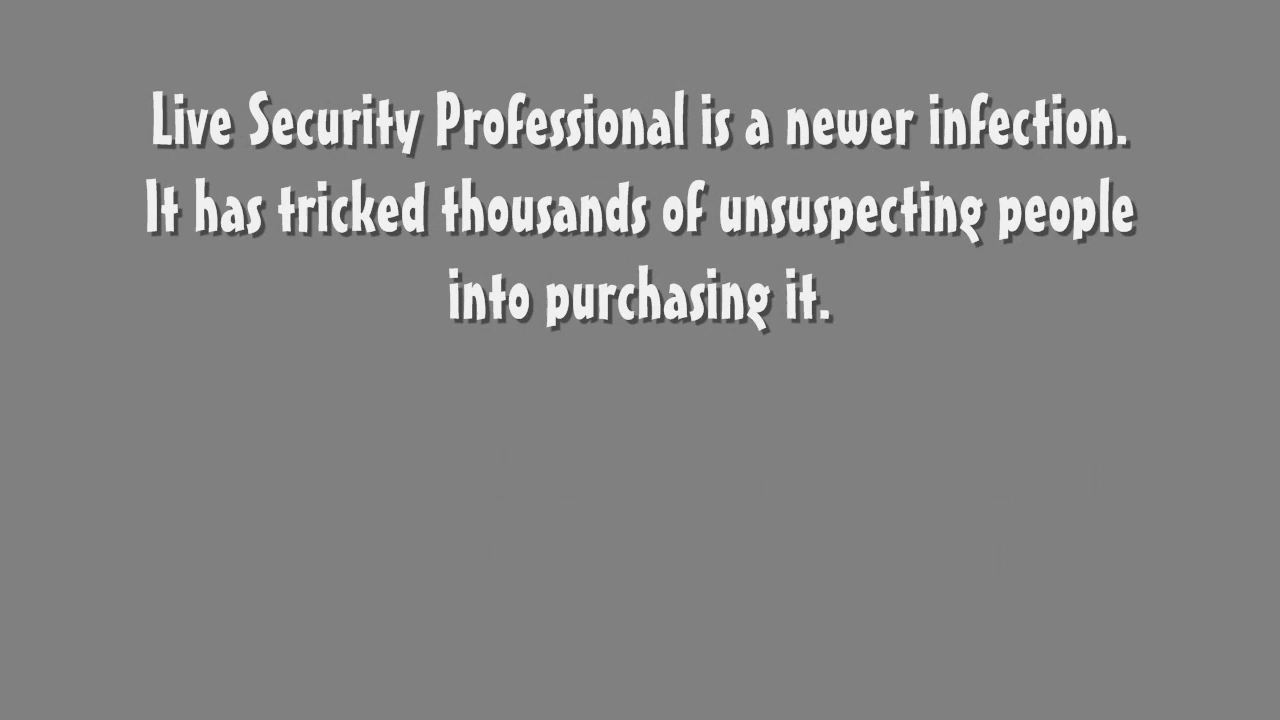 Live Security Professional is a newer infection.
It has tricked thousands of unsuspecting people
into purchasing it.